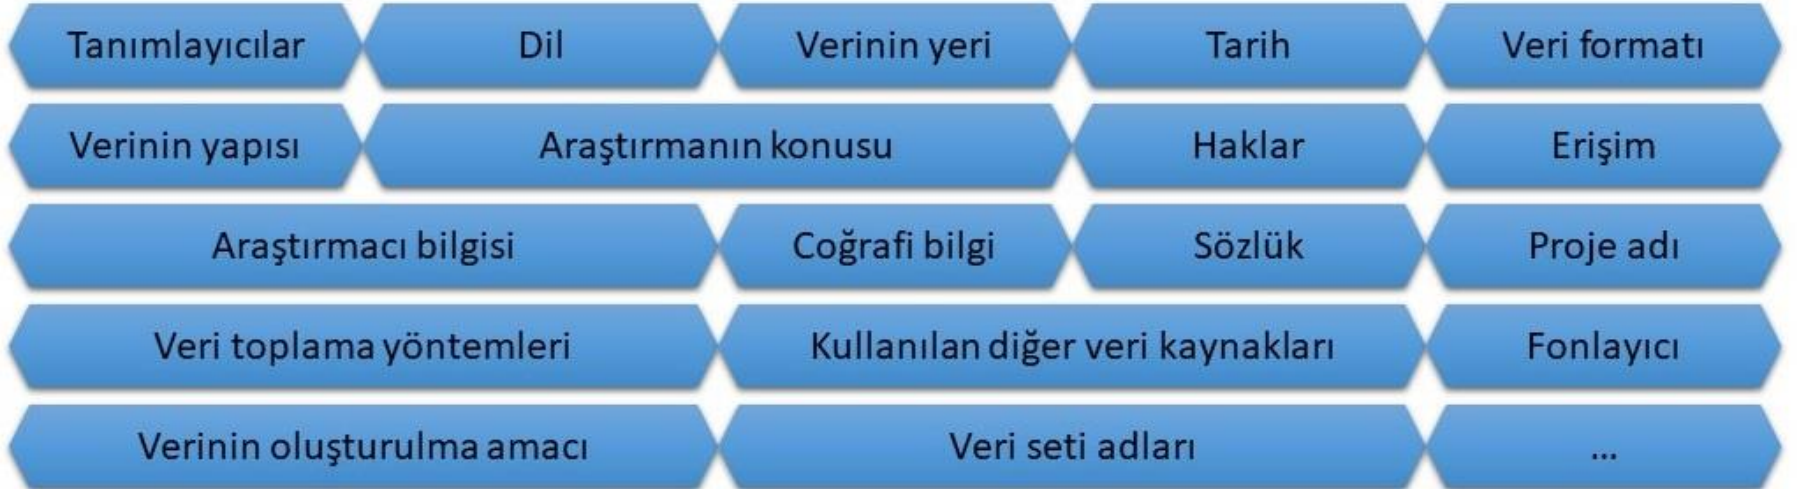 Tanımlayıcılar Dil Verinin yeri Tarih Veri formatı
Verinin yapısı Araştırmanın konusu Haklar Erişim
Araştırmacı bilgisi Coğrafi bilgi Sözlük Proje adı
Veri toplama yöntemleri Kullanılan diğer veri kaynakları Fonlayıcı
Verinin oluşturulma amacı Veri seti adları ...